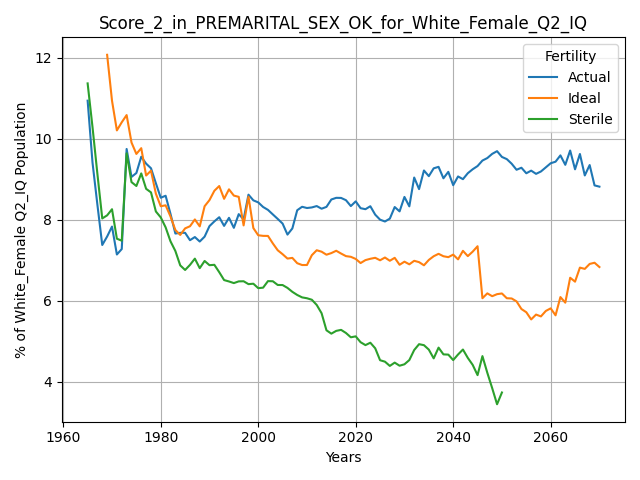 Score_2_in_PREMARITAL_SEX_OK_for_White_Female_Q2_IQ
Fertility
Actual
Ideal
Sterile
% of White_Female Q2_IQ Population
12
10
8
6
4
1960
1980
2000
2020
2040
2060
Years